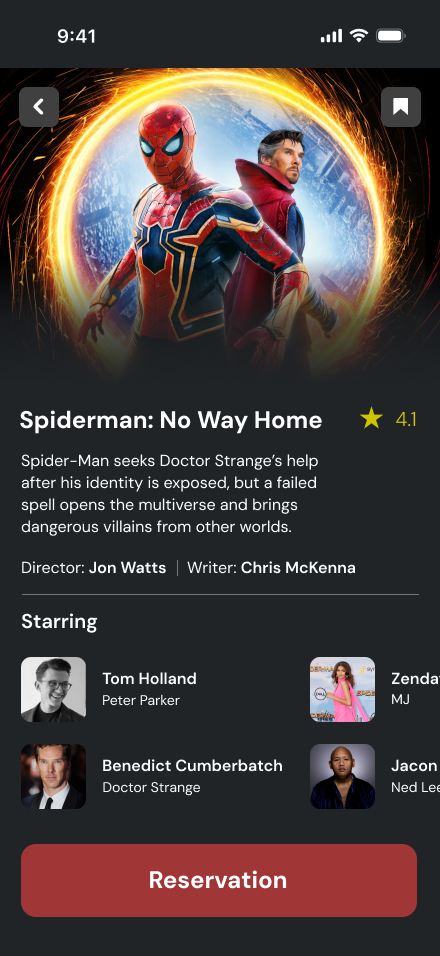 9:41
Spiderman: No Way Home
4.1
Spider-Man seeks Doctor Strange's help
after his identity is exposed, but a failed
spell opens the multiverse and brings
dangerous villains from other worlds.
Director: Jon Watts | Writer: Chris McKenna
Starring
Tom Holland
Peter Parker
Zenda
MJ
Benedict Cumberbatch
Doctor Strange
Jacon
Ned Lee
Reservation